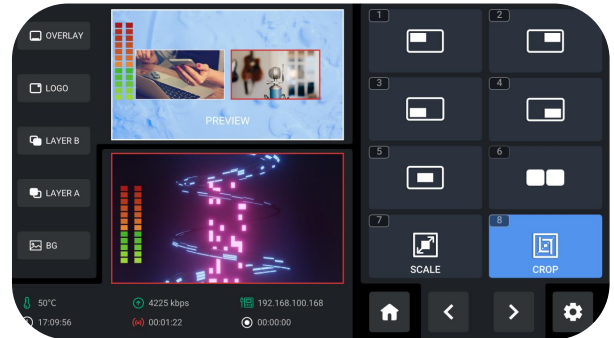 OVERLAY
LOGO
LAYER B
LAYER A
BG
PREVIEW
1
2
3
4
5
6
7
SCALE
8
CROP
50°C
4225 kbps
192.168.100.168
17:09:56
00:01:22
00:00:00